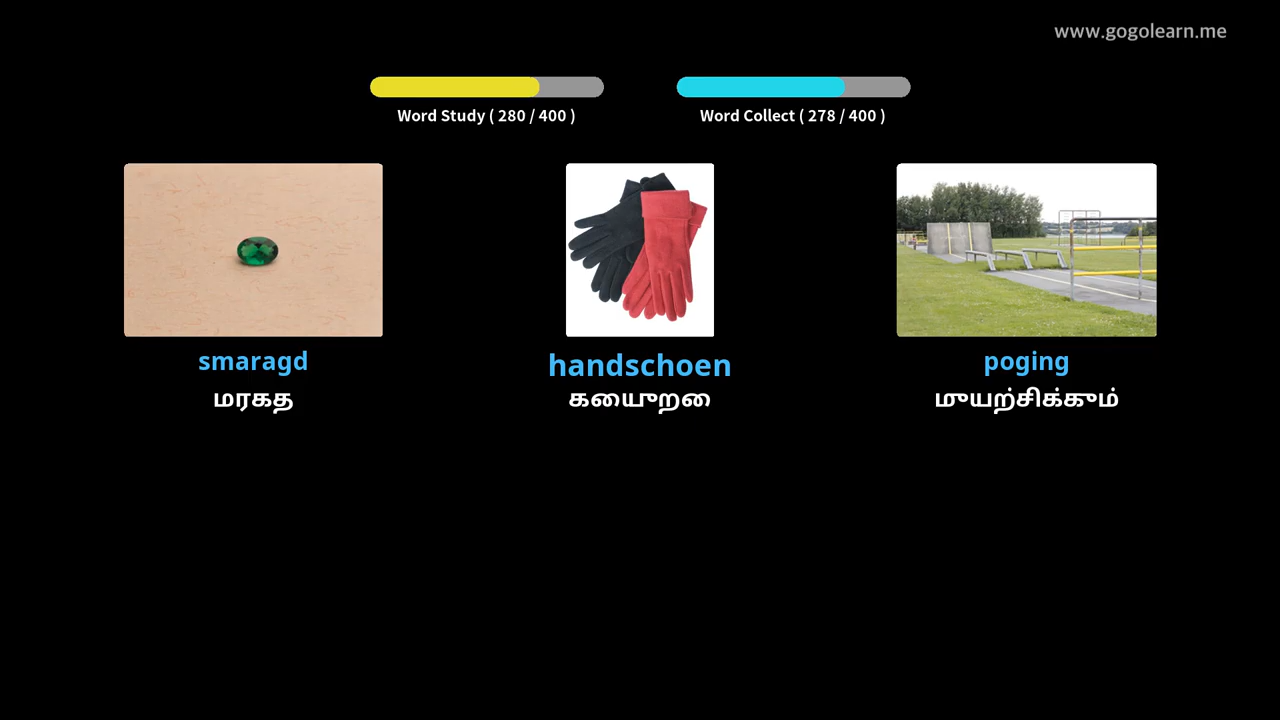 www.gogolearn.me
Word Study ( 280 / 400 )
Word Collect ( 278 / 400 )
smaragd
handschoen
poging
மரகத
கையுறை
முயற்சிக்கும்